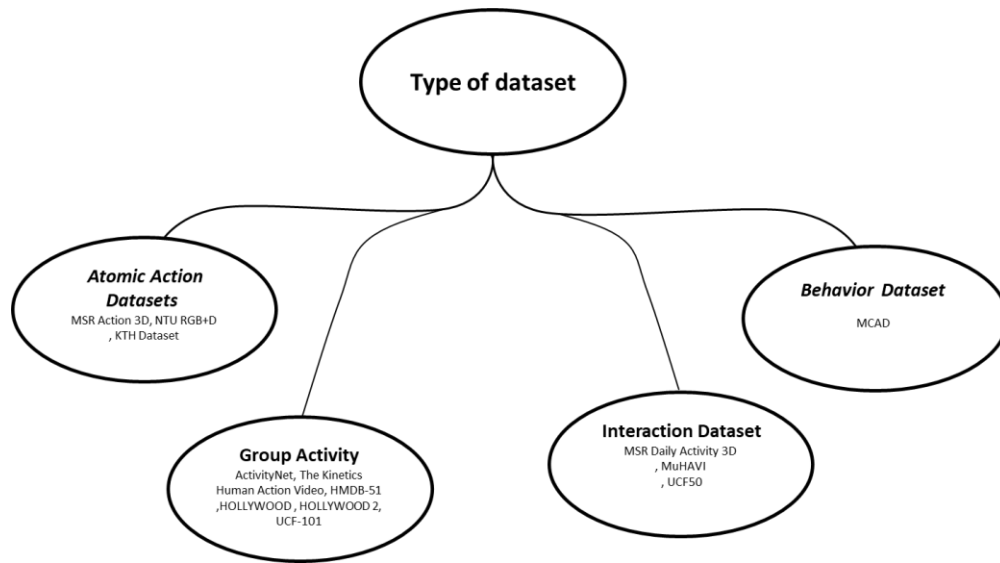 Type of dataset
Atomic Action
Datasets
MSR Action 3D, NTU RGB+D
, KTH Dataset
Behavior Dataset
MCAD
Group Activity
ActivityNet, The Kinetics
Human Action Video, HMDB-51
,HOLLYWOOD , HOLLYWOOD 2,
UCF-101
Interaction Dataset
MSR Daily Activity 3D
, MuHAVI
, UCF50